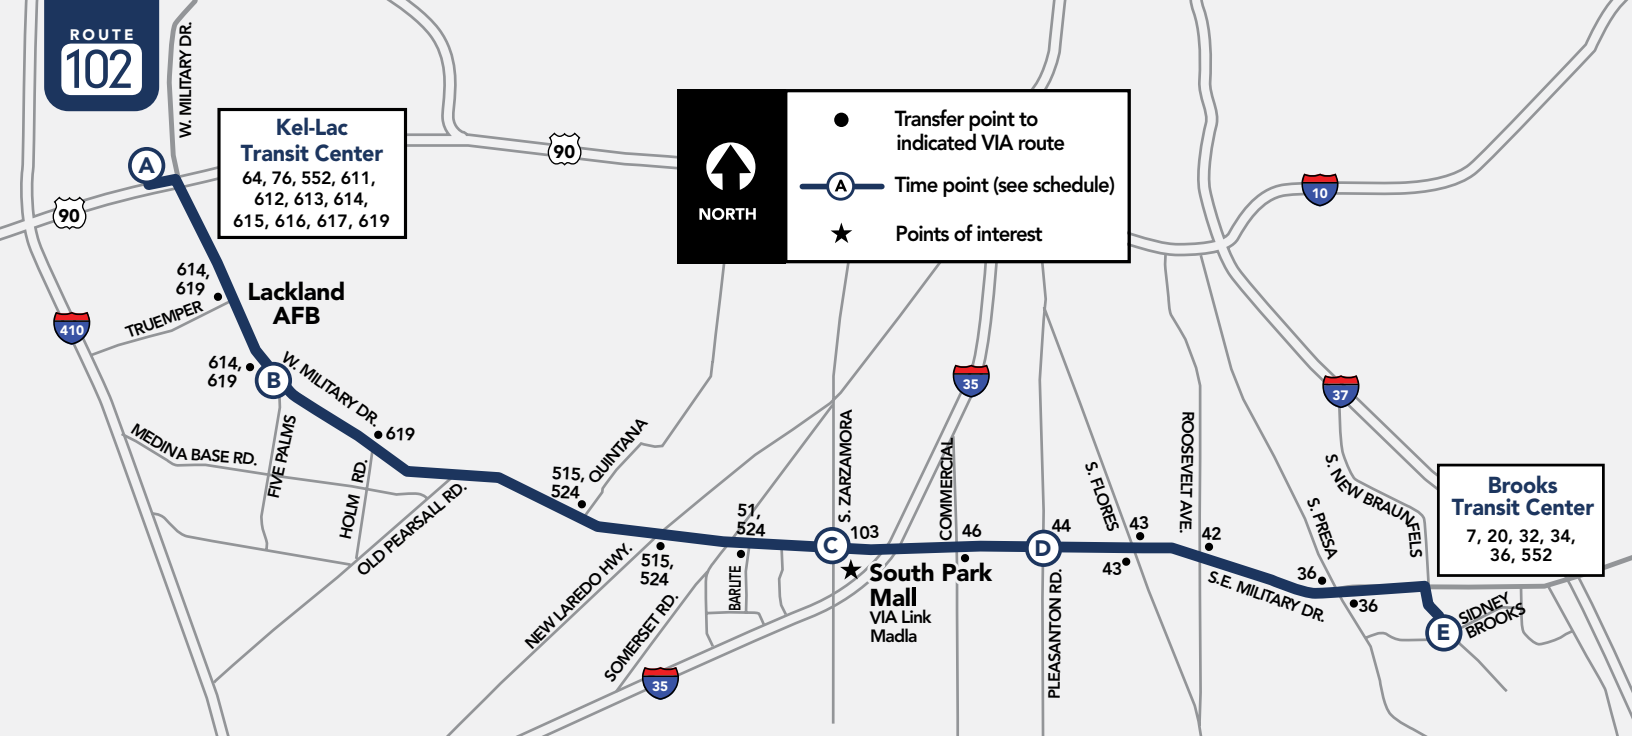 ROUTE
102
W. MILITARY DR.
A
Kel-Lac
Transit Center
64, 76, 552, 611,
612, 613, 614,
615, 616, 617, 619
90
90
NORTH
Transfer point to
indicated VIA route
A
Time point (see schedule)
Points of interest
10
614,
619
TRUEMPER
Lackland
AFB
410
614,
619
B
W. MILITARY DR.
619
MEDINA BASE RD.
FIVE PALMS
HOLM RD.
OLD PEARSALL RD.
515,
524
QUINTANA
NEW LAREDO HWY.
515,
524
SOMERSET RD.
51,
524
BARLITE
35
S. ZARZAMORA
C
103
South Park
Mall
VIA Link
Madla
35
COMMERCIAL
46
D
44
PLEASANTON RD.
S. FLORES
43
43
ROOSEVELT AVE.
42
S.E. MILITARY DR.
S. PRESA
36
36
37
S. NEW BRAUNFELS
Brooks
Transit Center
7, 20, 32, 34,
36, 552
E
SIDNEY
BROOKS